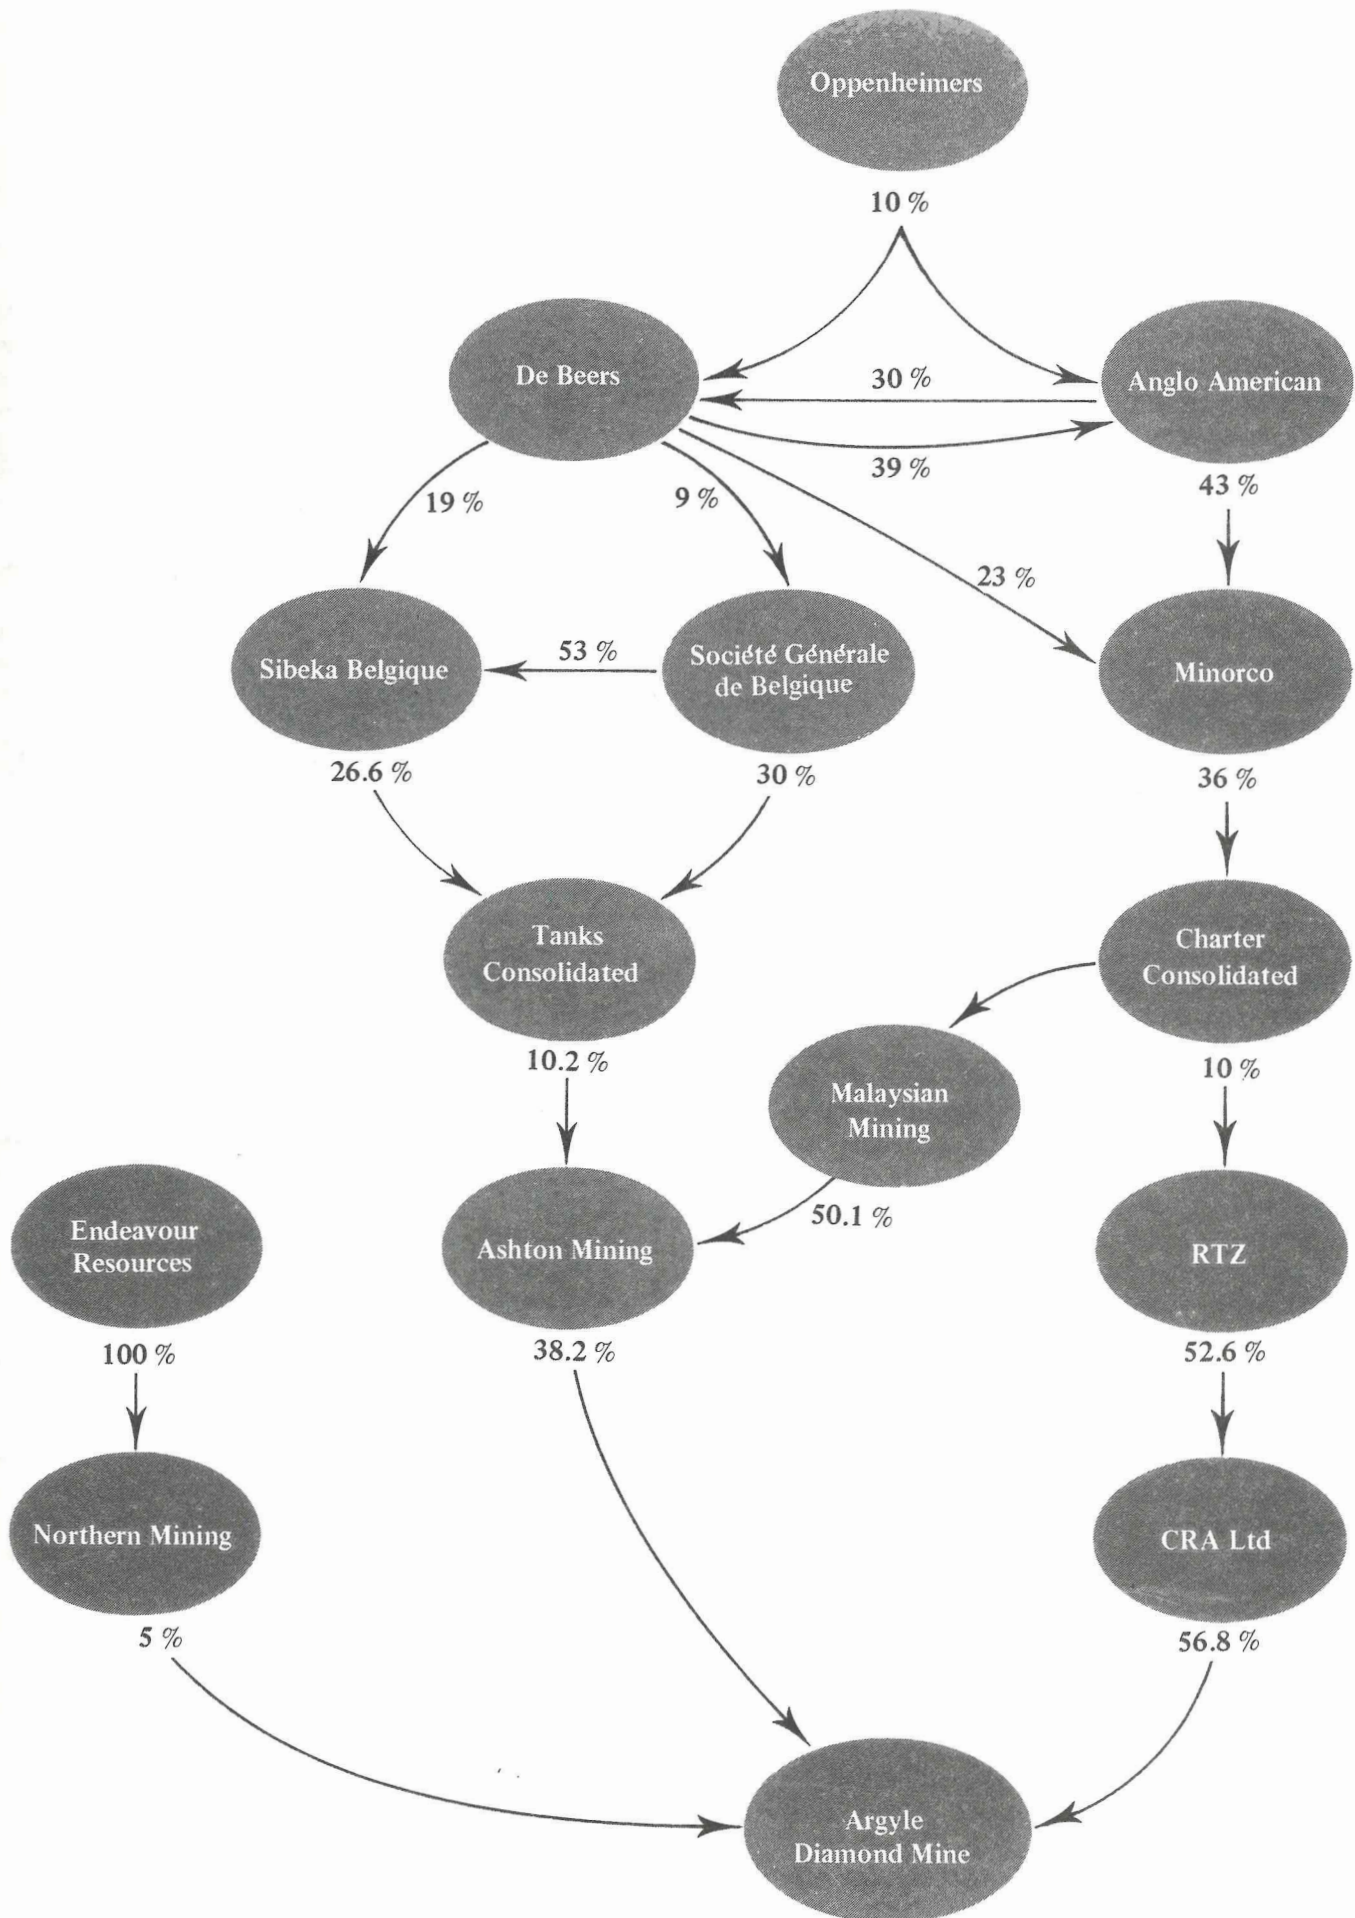 Oppenheimers
10 %
De Beers
30 %
Anglo American
39 %
43 %
19 %
9 %
23 %
Sibeka Belgique
53 %
Société Générale
de Belgique
Minorco
26.6 %
30 %
36 %
Tanks
Consolidated
Charter
Consolidated
10.2 %
10 %
Malaysian
Mining
Endeavour
Resources
Ashton Mining
50.1 %
RTZ
100 %
38.2 %
52.6 %
Northern Mining
CRA Ltd
5 %
56.8 %
Argyle
Diamond Mine